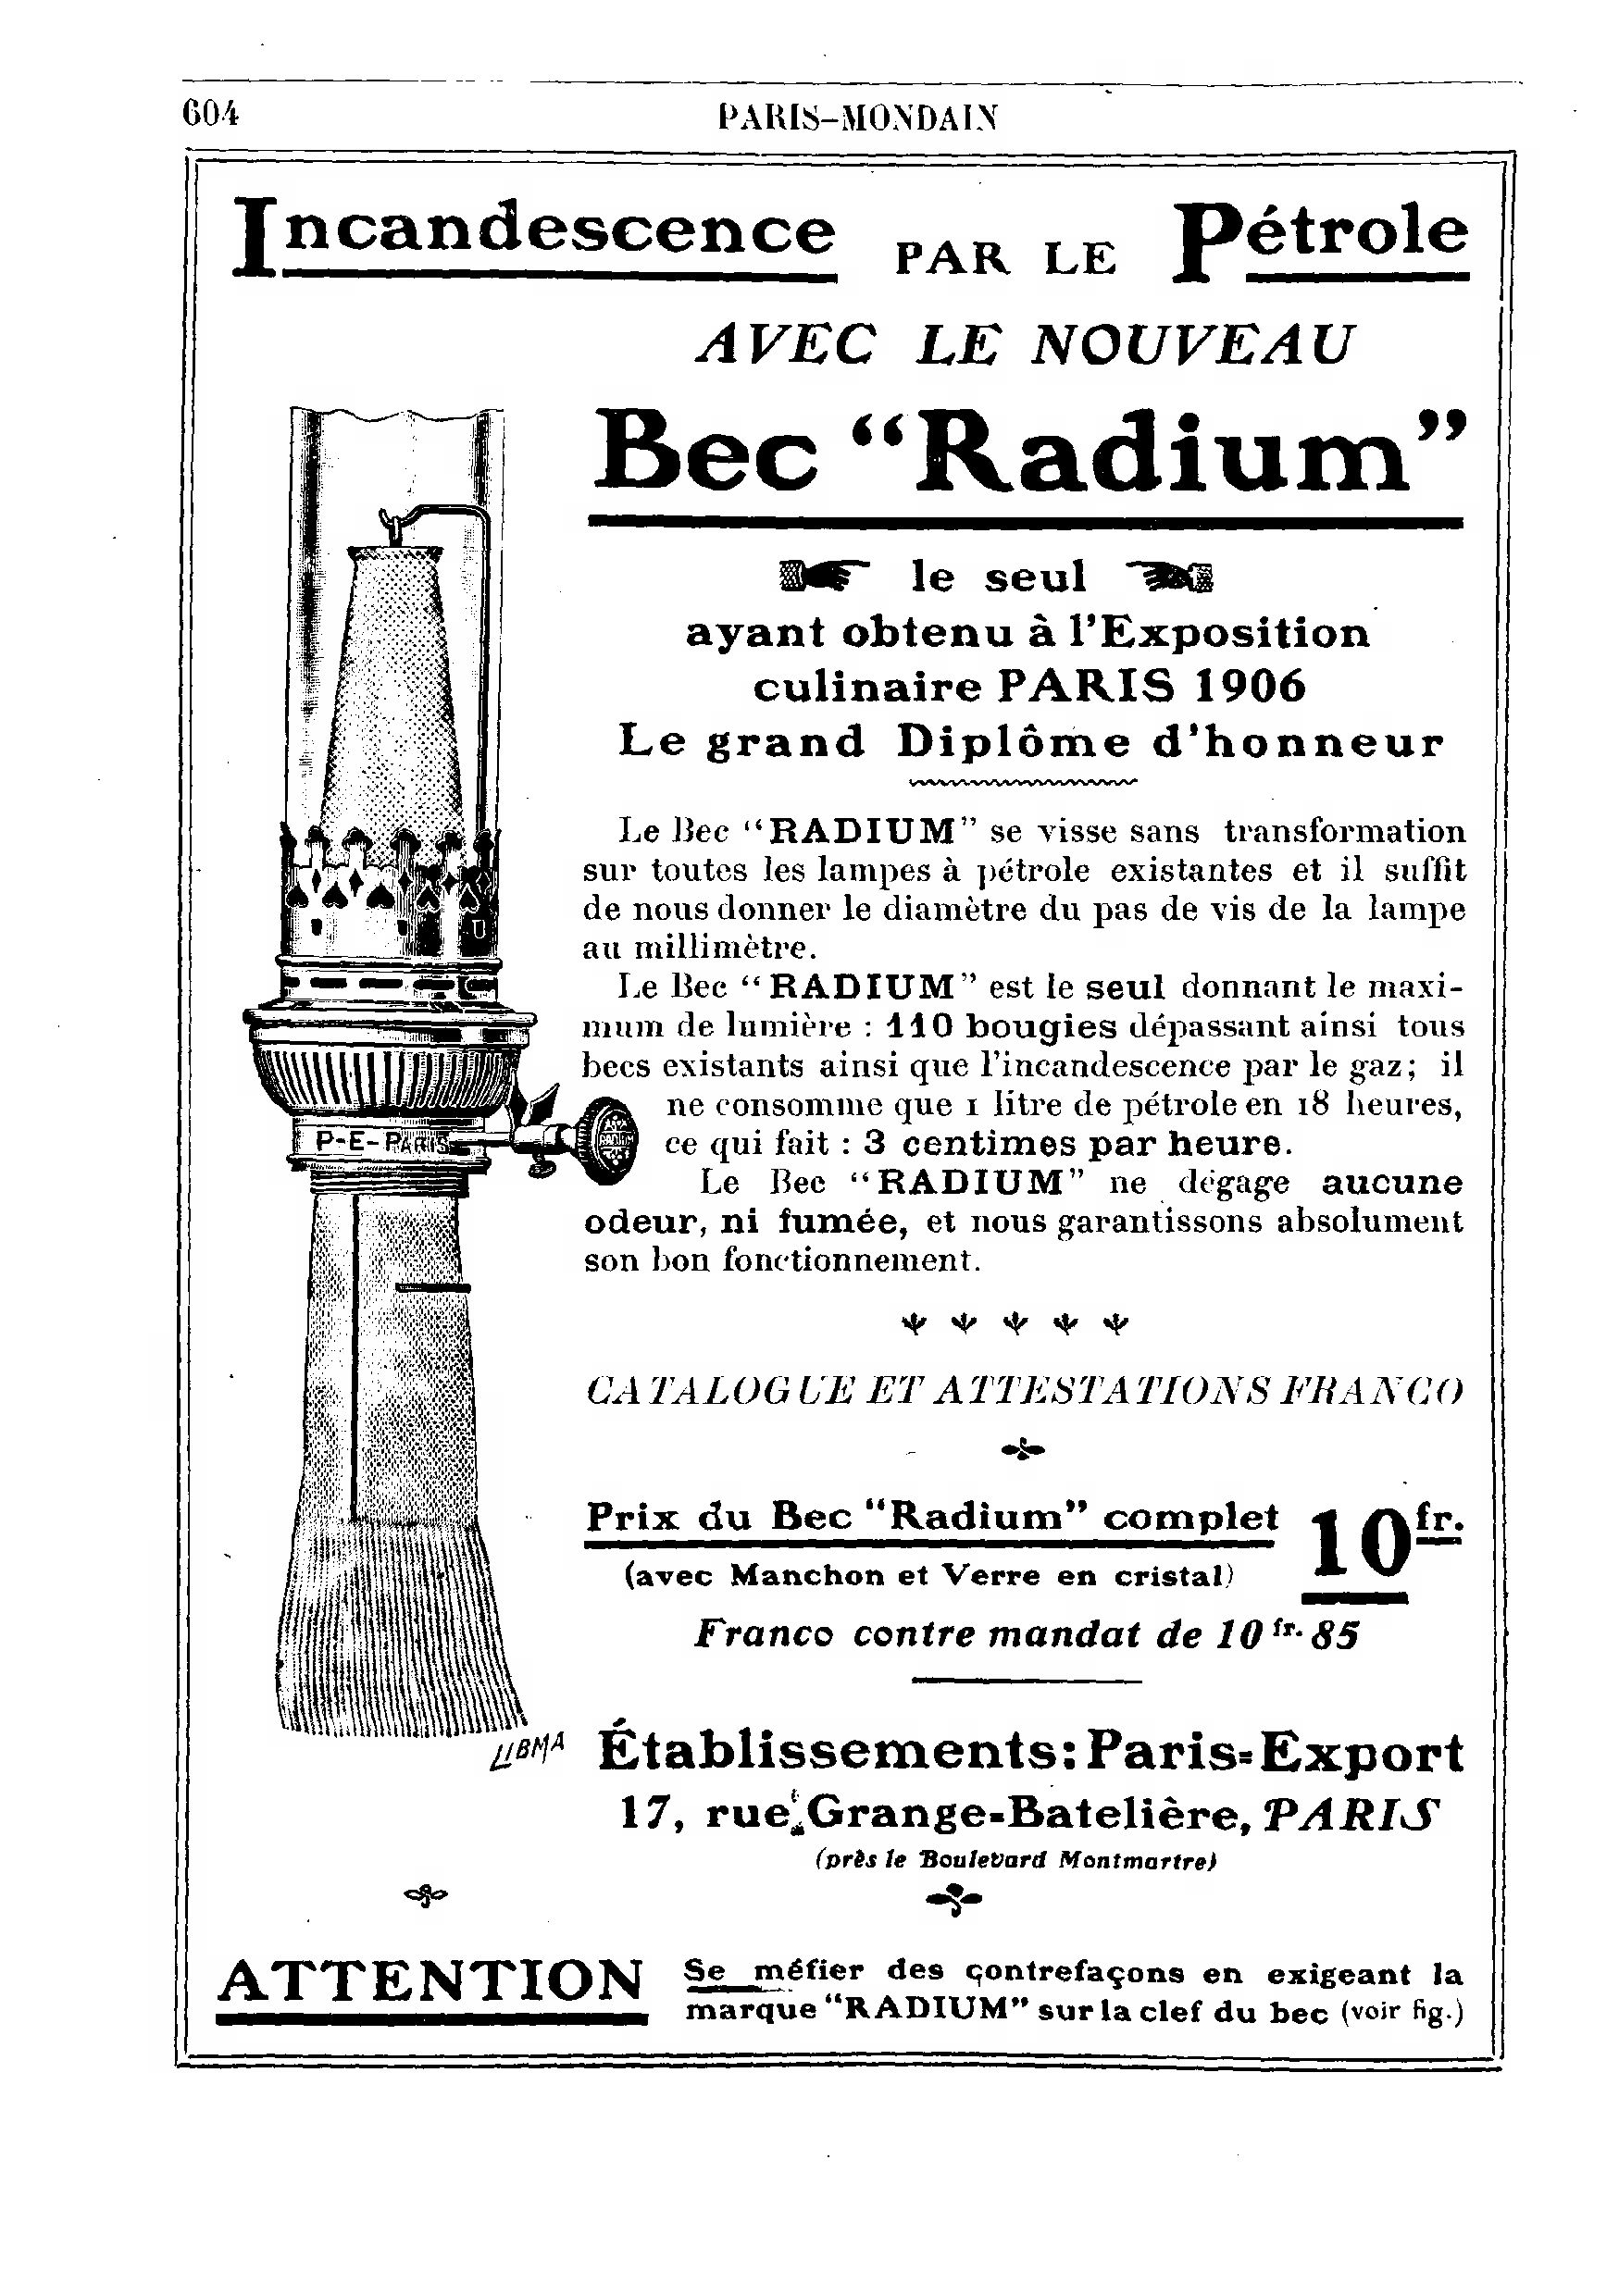 604
PARIS-MONDAIN
Incandescence PAR LE Pétrole
AVEC LE NOUVEAU
Bec "Radium"
le seul
ayant obtenu à l'Exposition
culinaire PARIS 1906
Le grand Diplôme d'honneur
Le Bec "RADIUM" se visse sans transformation
sur toutes les lampes à pétrole existantes et il suffit
de nous donner le diamètre du pas de vis de la lampe
au millimètre.
Le Bec "RADIUM" est le seul donnant le maxi-
mum de lumière : 110 bougies dépassant ainsi tous
becs existants ainsi que l'incandescence par le gaz; il
ne consomme que 1 litre de pétrole en 18 heures,
ce qui fait : 3 centimes par heure.
Le Bec "RADIUM" ne dégage aucune
odeur, ni fumée, et nous garantissons absolument
son bon fonctionnement.
P-E-PARIS
CATALOGUE ET ATTESTATIONS FRANCO
Prix du Bec "Radium" complet 10 fr.
(avec Manchon et Verre en cristal)
Franco contre mandat de 10 fr. 85
LIBMA
Établissements: Paris-Export
17, rue Grange-Batelière, PARIS
(près le Boulevard Montmartre)
ATTENTION
Se méfier des contrefaçons en exigeant la
marque "RADIUM" sur la clef du bec (voir fig.)